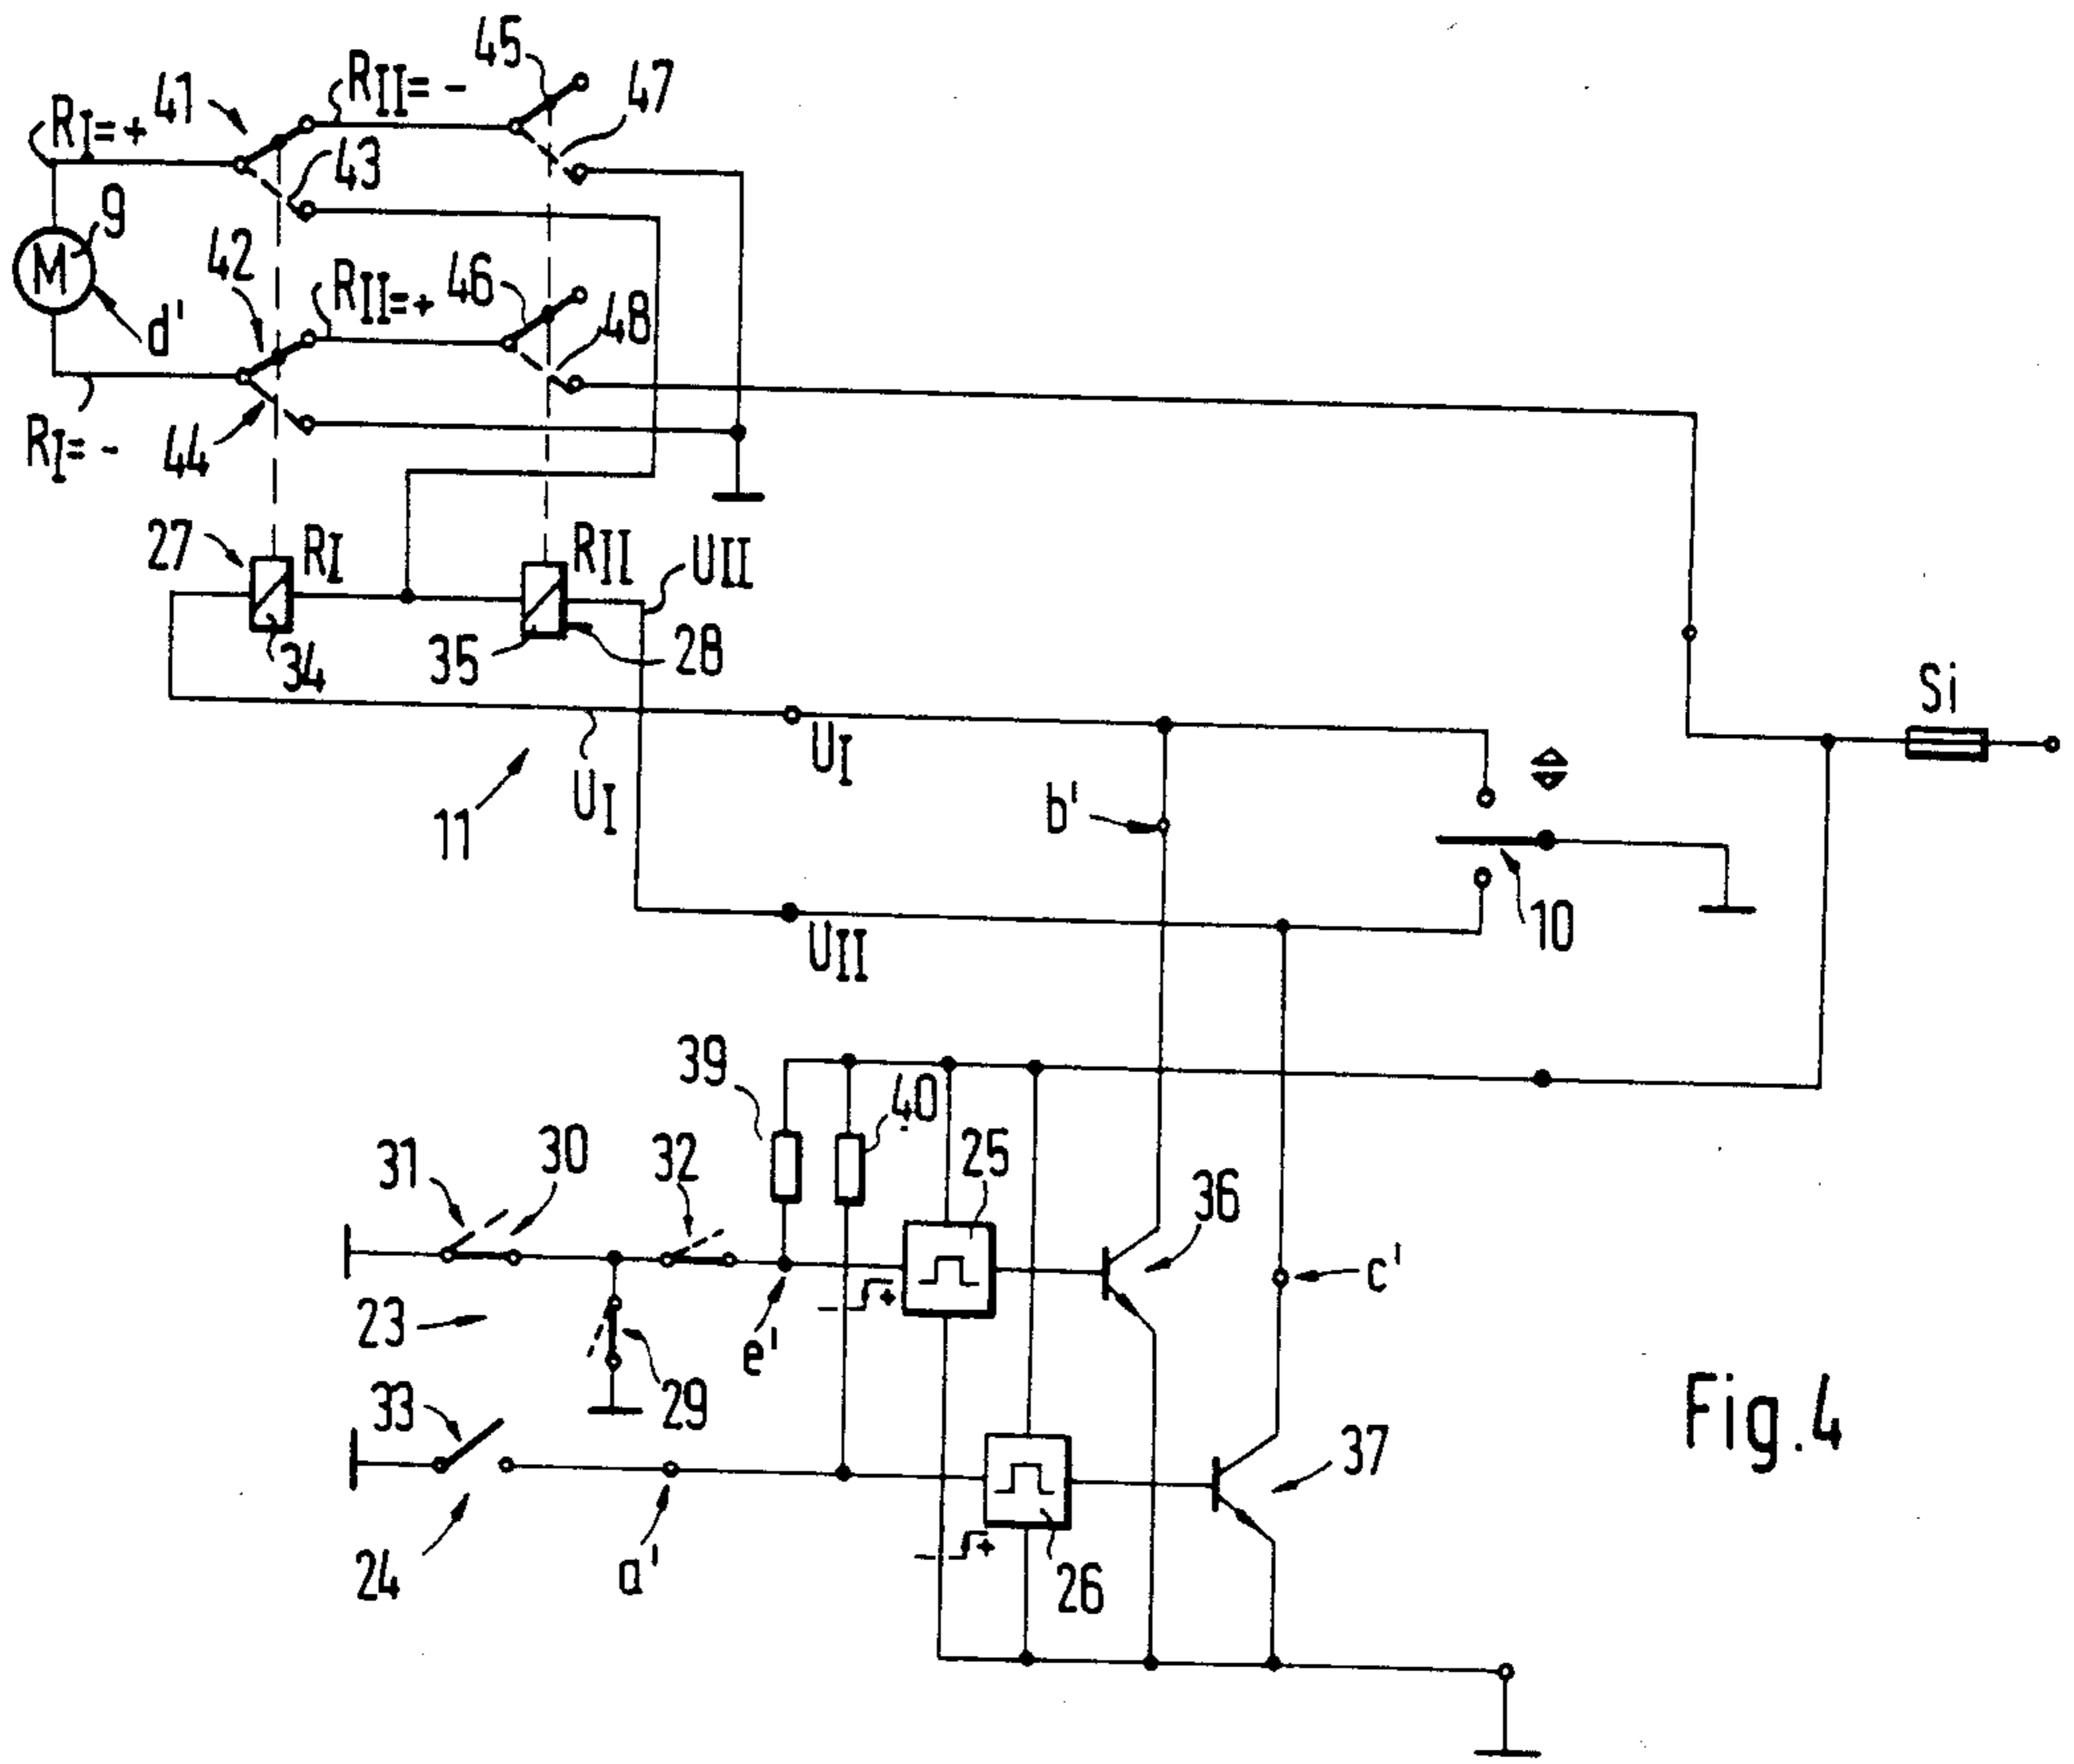 45
41
RII= -
47
RI= +
43
9
42
46
M
RII= +
48
d'
RI= -
44
27
RI
RII
UII
34
35
28
Si
UI
UI
b'
11
10
UII
39
40
31
30
32
25
36
c'
23
e'
29
33
37
Fig.4
24
a'
26